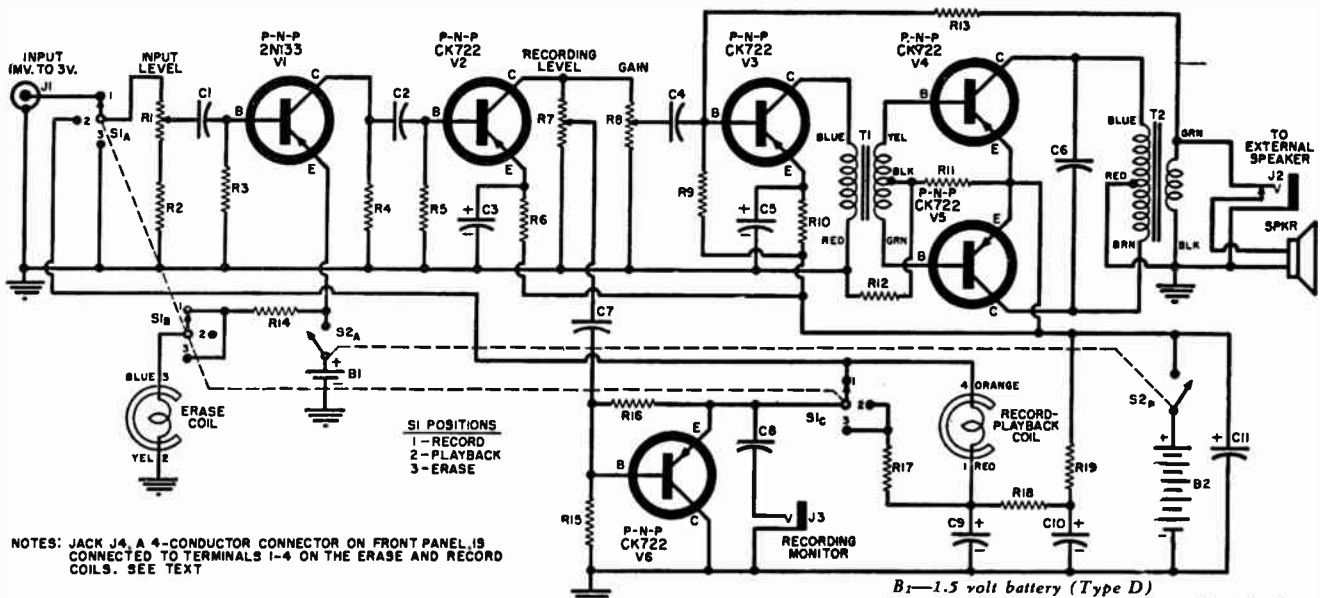 INPUT
1MV. TO 3V.
J1
1
2
3
S1A
INPUT
LEVEL
R1
R2
C1
R3
P-N-P
2N133
V1
B
C
E
C2
R4
R5
P-N-P
CK722
V2
B
C
E
C3
+
-
R6
RECORDING
LEVEL
R7
GAIN
R8
C4
R9
P-N-P
CK722
V3
B
C
E
C5
+
-
R10
R13
BLUE
RED
T1
YEL
BLK
GRN
R11
R12
P-N-P
CK722
V4
B
C
E
P-N-P
CK722
V5
B
E
C
C6
BLUE
RED
BRN
T2
GRN
BLK
TO
EXTERNAL
SPEAKER
J2
SPKR
S1B
1
2
3
R14
S2A
+
-
B1
BLUE 3
ERASE
COIL
YEL 2
S1 POSITIONS
1-RECORD
2-PLAYBACK
3-ERASE
C7
R16
R15
B
E
C
P-N-P
CK722
V6
C8
J3
RECORDING
MONITOR
S1C
1
2
3
R17
4 ORANGE
RECORD-
PLAYBACK
COIL
1 RED
R18
R19
C9
+
-
C10
+
-
+
B2
-
+
C11
-
NOTES: JACK J4, A 4-CONDUCTOR CONNECTOR ON FRONT PANEL, IS
CONNECTED TO TERMINALS 1-4 ON THE ERASE AND RECORD
COILS. SEE TEXT
B1—1.5 volt battery (Type D)